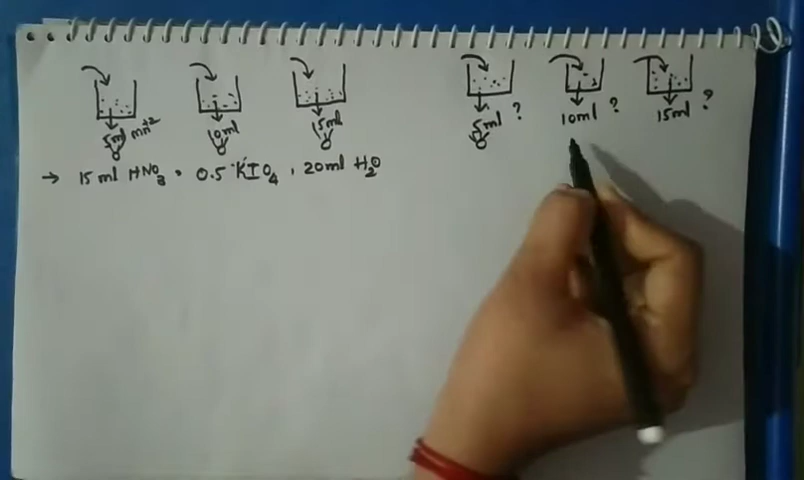 5ml Mn+2 10ml 15ml 5ml ? 10ml ? 15ml ?
→ 15 ml HNO3, 0.5 KIO4, 20ml H2O